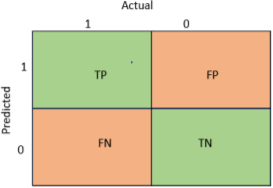 Actual
1 0
1 TP FP
Predicted
0 FN TN